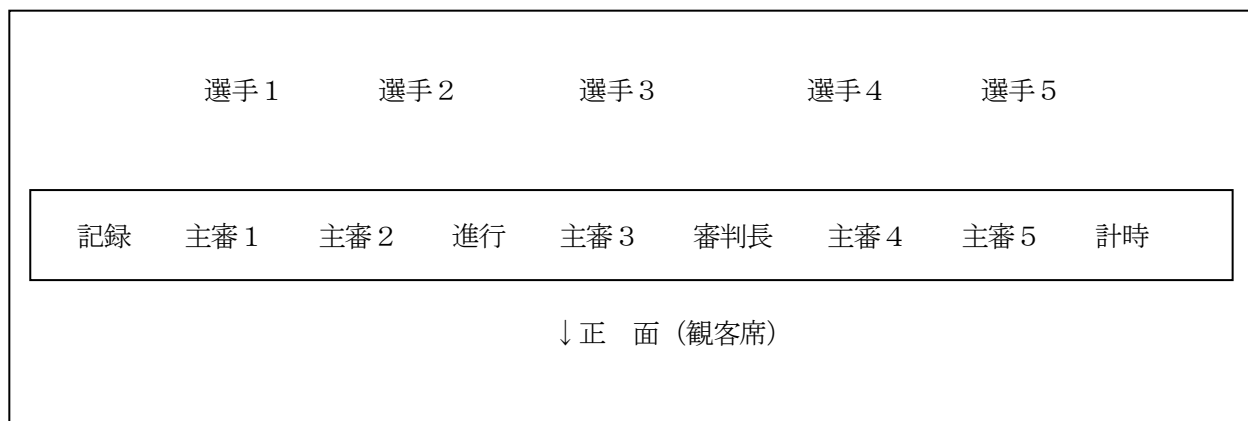 選手１　選手２　選手３　選手４　選手５
記録　主審１　主審２　進行　主審３　審判長　主審４　主審５　計時
↓正　面（観客席）